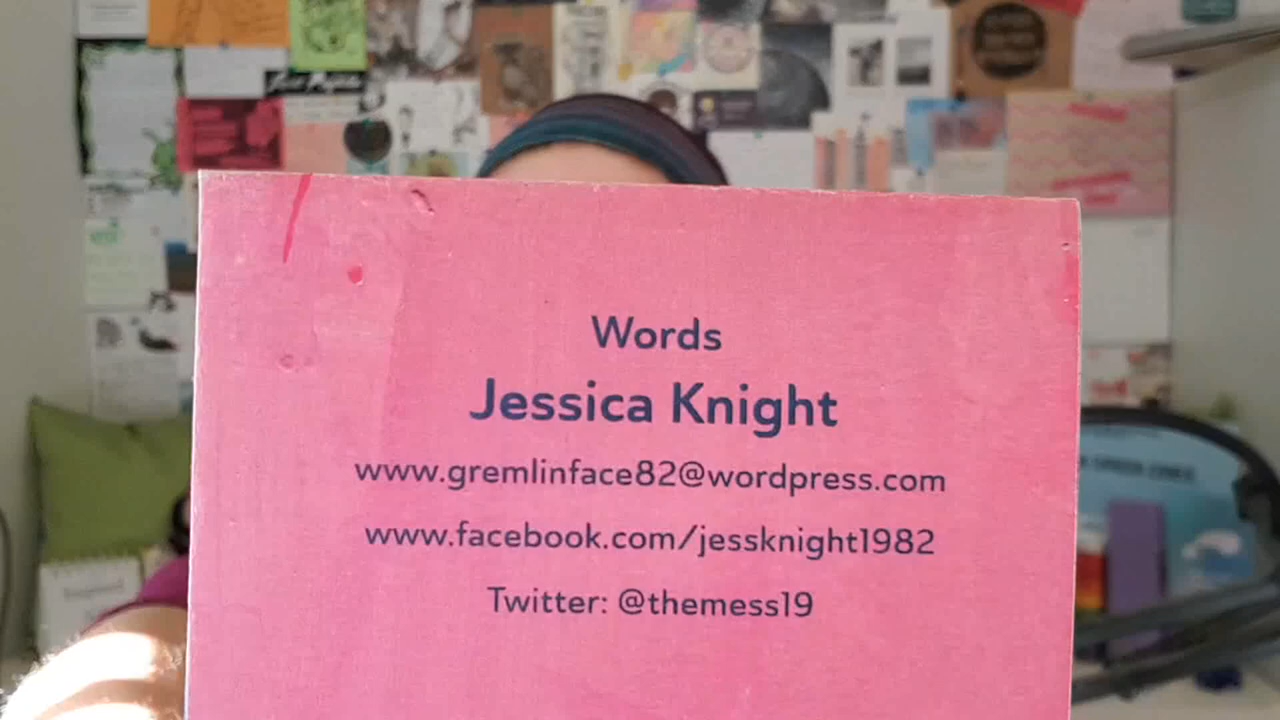 Words
Jessica Knight
www.gremlinface82@wordpress.com
www.facebook.com/jessknight1982
Twitter: @themess19